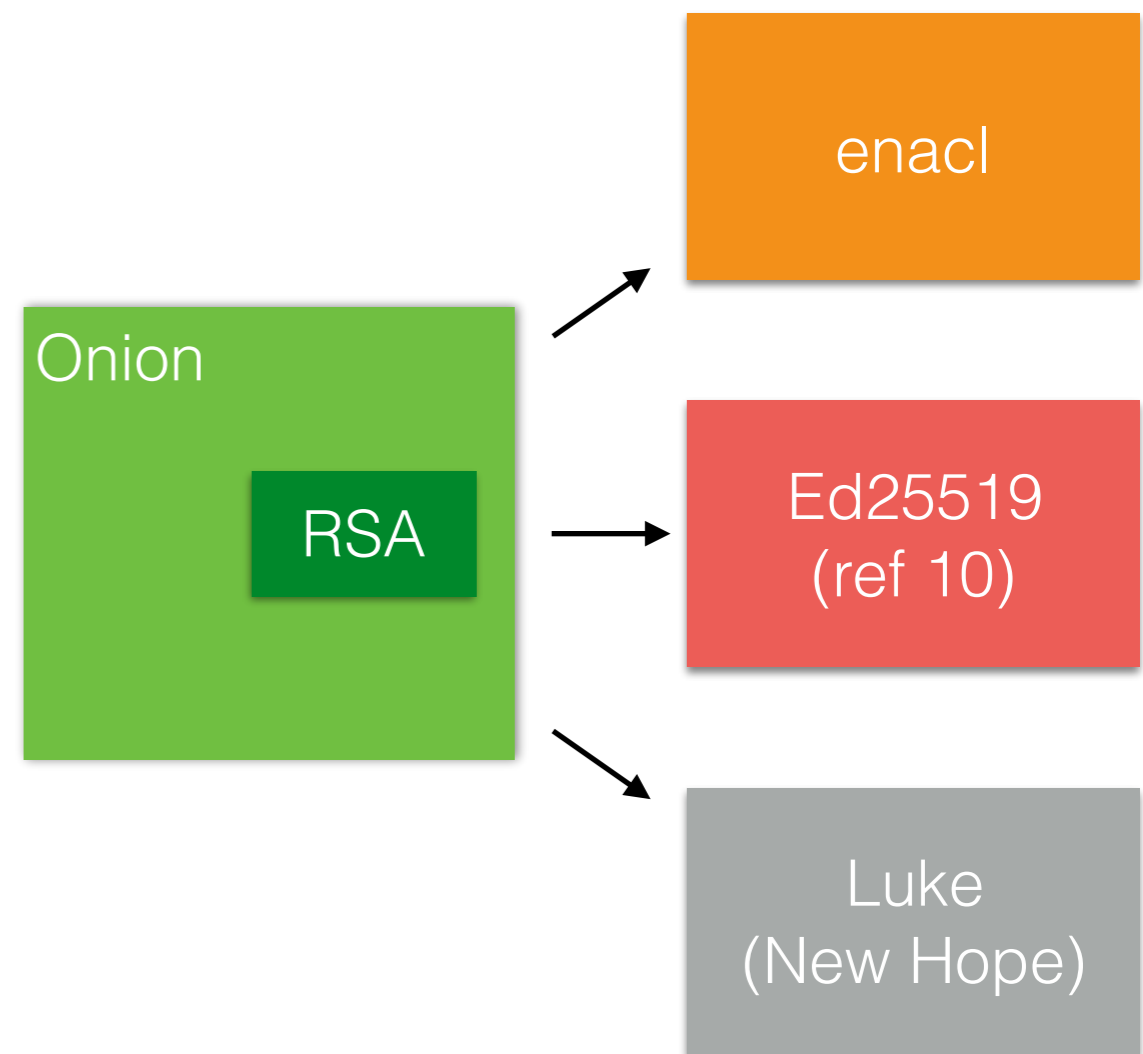 enacl
Onion
RSA
Ed25519
(ref 10)
Luke
(New Hope)